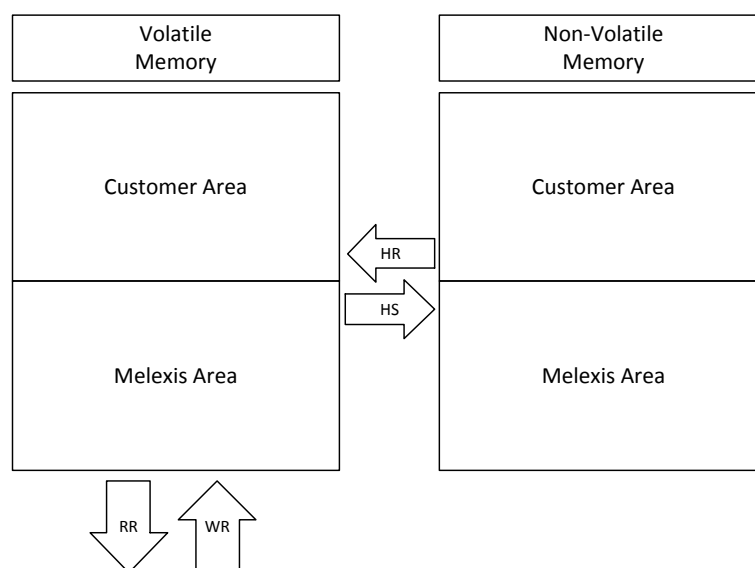 Volatile
Memory
Non-Volatile
Memory
Customer Area
Customer Area
HR
HS
Melexis Area
Melexis Area
RR
WR